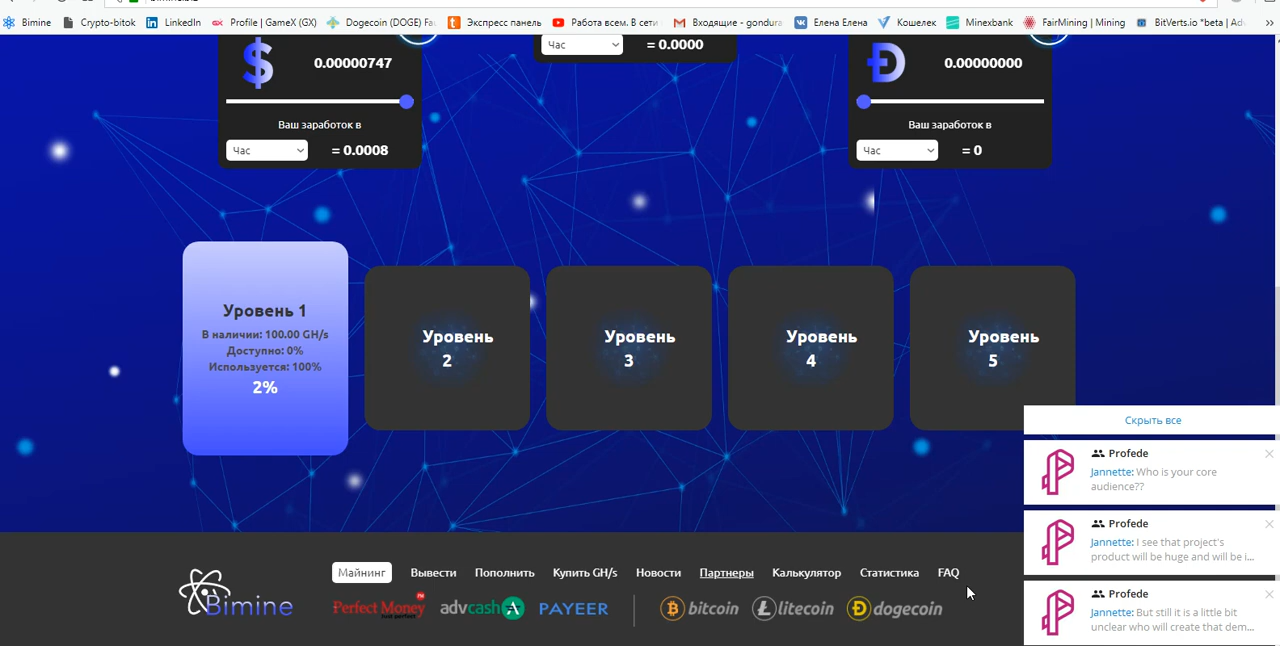 Bimine Crypto-bitok LinkedIn Profile | GameX (GX) Dogecoin (DOGE) Fau Экспресс панель Работа всем. В сети Входящие - gondura Елена Елена Кошелек Minexbank FairMining | Mining BitVerts.io *beta | Adv »
Час = 0.0000
0.00000747
0.00000000
Ваш заработок в
Ваш заработок в
Час = 0.0008
Час = 0
Уровень 1
В наличии: 100.00 GH/s
Доступно: 0%
Используется: 100%
2%
Уровень
2
Уровень
3
Уровень
4
Уровень
5
Скрыть все
Profede
Jannette: Who is your core
audience??
Profede
Jannette: I see that project's
product will be huge and will be i...
Profede
Jannette: But still it is a little bit
unclear who will create that dem...
Майнинг Вывести Пополнить Купить GH/s Новости Партнеры Калькулятор Статистика FAQ
Bimine
Perfect Money PM advcash PAYEER bitcoin litecoin dogecoin